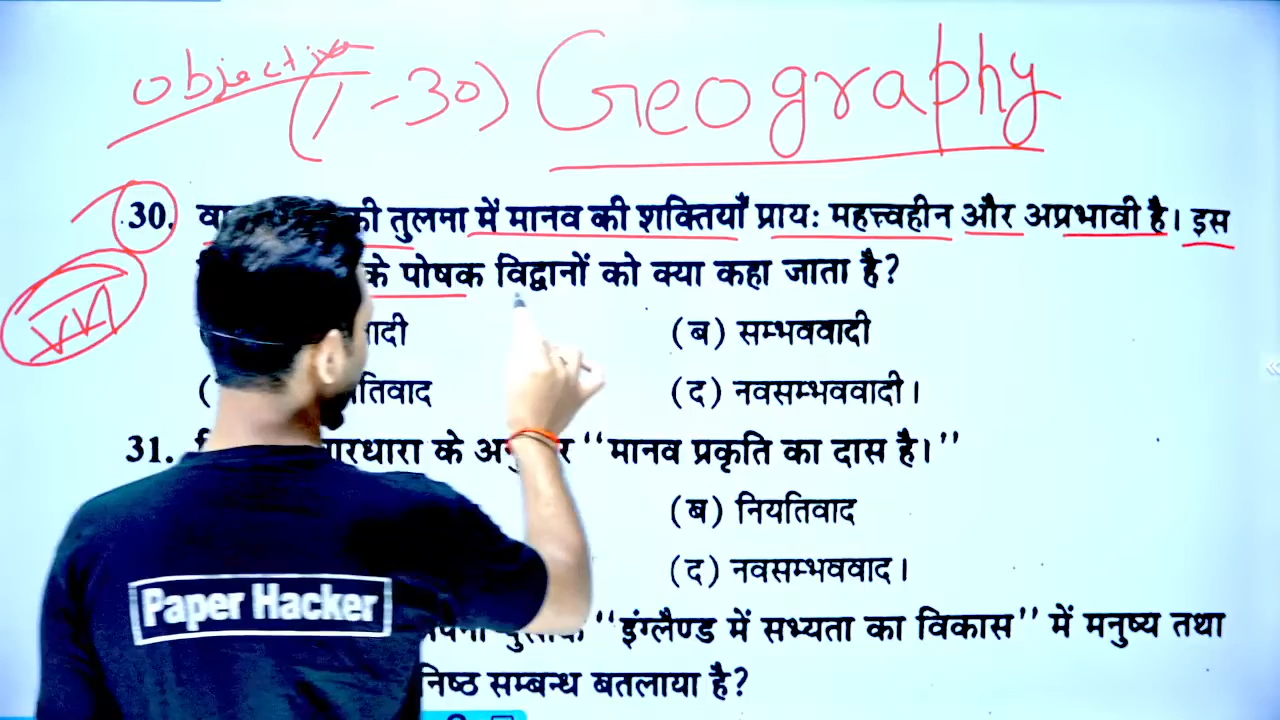 Objective (1-30) Geography
30. की तुलना में मानव की शक्तियाँ प्राय: महत्त्वहीन और अप्रभावी है। इस
के पोषक विद्वानों को क्या कहा जाता है?
(ब) सम्भववादी
(द) नवसम्भववादी।
31. के “मानव प्रकृति का दास है।”
(ब) नियतिवाद
(द) नवसम्भववाद।
“इंग्लैण्ड में सभ्यता का विकास” में मनुष्य तथा
सम्बन्ध बतलाया है?
VVI
Paper Hacker